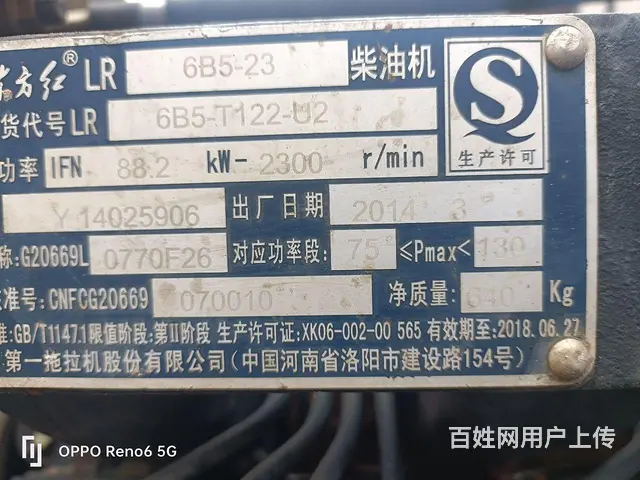 东方红® LR 6B5-23 柴油机
货代号LR 6B5-T122-U2
功率 IFN 88.2 kW- 2300 r/min
生产许可
Y14025906 出厂日期 2014 3
称:G20669L 0770F26 对应功率段: 75 ≤Pmax< 130
准号:CNFCG20669 070010 净质量: 640 Kg
准:GB/T1147.1 限值阶段:第II阶段 生产许可证:XK06-002-00 565 有效期至:2018.06.27
第一拖拉机股份有限公司(中国河南省洛阳市建设路154号)
OPPO Reno6 5G
百姓网用户上传